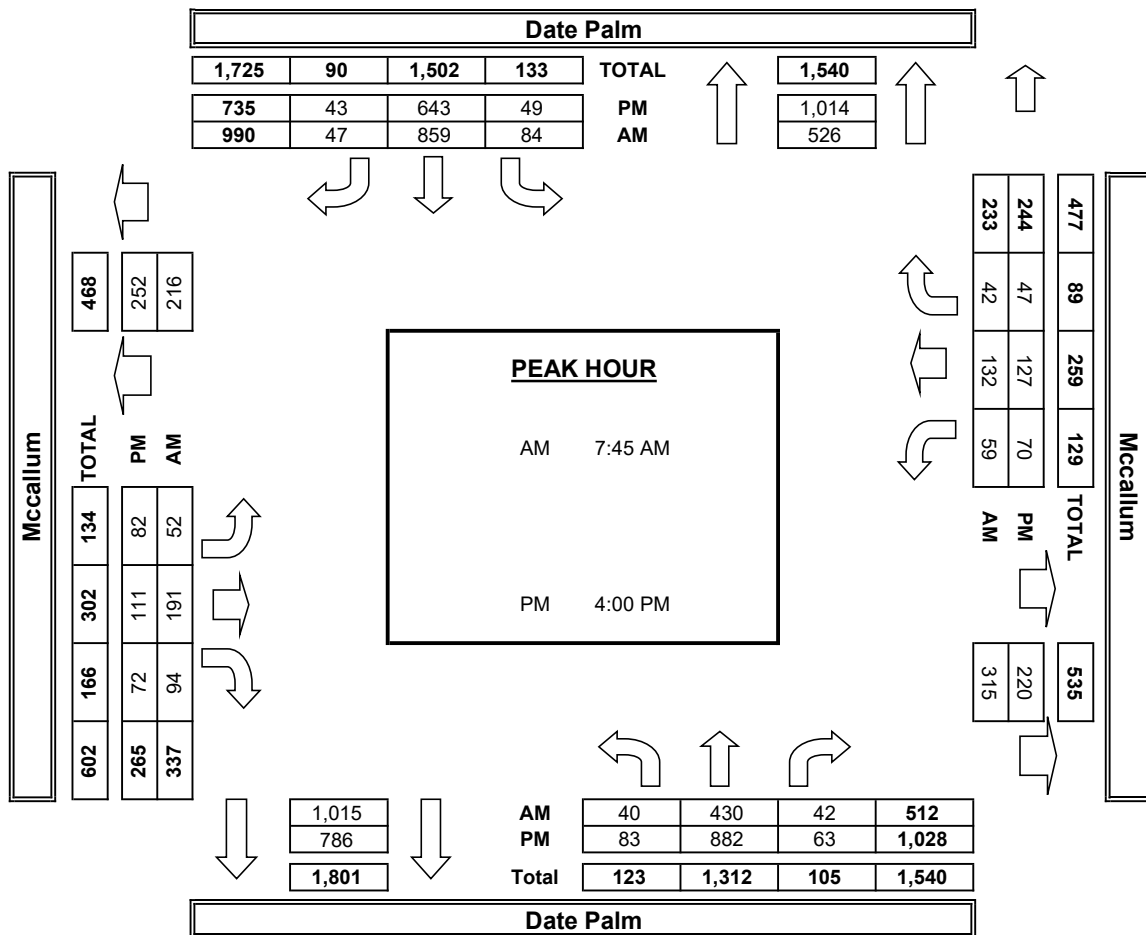 Date Palm
1,725 90 1,502 133 TOTAL 1,540
735 43 643 49 PM 1,014
990 47 859 84 AM 526
Mccallum
468
252
216
TOTAL
PM
AM
134 302 166 602
82 111 72 265
52 191 94 337
PEAK HOUR
AM 7:45 AM
PM 4:00 PM
477 89 259 129 TOTAL
244 47 127 70 PM
233 42 132 59 AM
535
220
315
Mccallum
1,015 AM 40 430 42 512
786 PM 83 882 63 1,028
1,801 Total 123 1,312 105 1,540
Date Palm